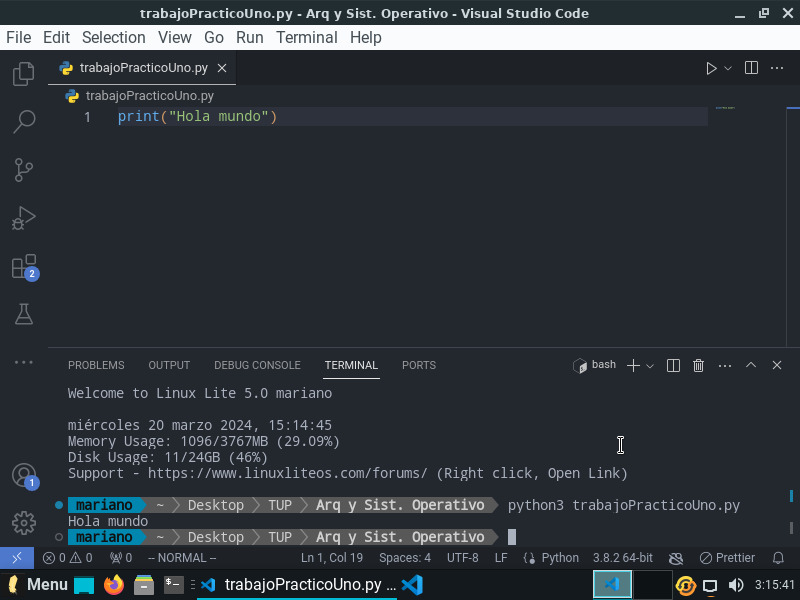 trabajoPracticoUno.py - Arq y Sist. Operativo - Visual Studio Code
File Edit Selection View Go Run Terminal Help
trabajoPracticoUno.py
trabajoPracticoUno.py
1 print("Hola mundo")
2
PROBLEMS OUTPUT DEBUG CONSOLE TERMINAL PORTS bash
Welcome to Linux Lite 5.0 mariano
miércoles 20 marzo 2024, 15:14:45
Memory Usage: 1096/3767MB (29.09%)
Disk Usage: 11/24GB (46%)
Support - https://www.linuxliteos.com/forums/ (Right click, Open Link)
1
mariano ~ Desktop TUP Arq y Sist. Operativo python3 trabajoPracticoUno.py
Hola mundo
mariano ~ Desktop TUP Arq y Sist. Operativo
0 0 0 -- NORMAL -- Ln 1, Col 19 Spaces: 4 UTF-8 LF Python 3.8.2 64-bit Prettier
Menu trabajoPracticoUno.py ... 3:15:41